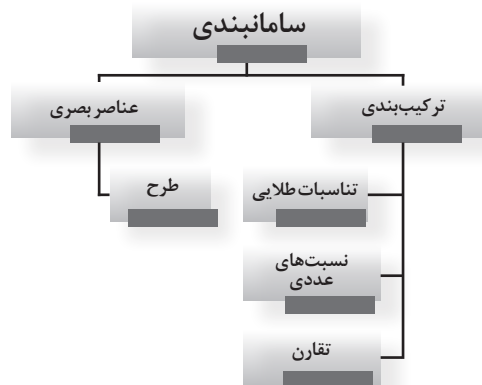 سامانبندی
ترکیب‌بندی
عناصر بصری
تناسبات طلایی
طرح
نسبت‌های
عددی
تقارن